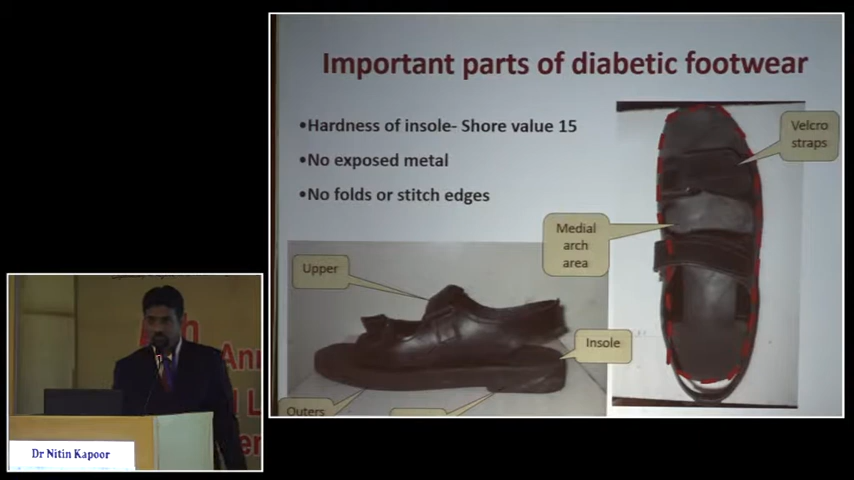 Important parts of diabetic footwear
•Hardness of insole- Shore value 15
•No exposed metal
•No folds or stitch edges
Velcro
straps
Medial
arch
area
Upper
Insole
Outers
Ann
Dr Nitin Kapoor